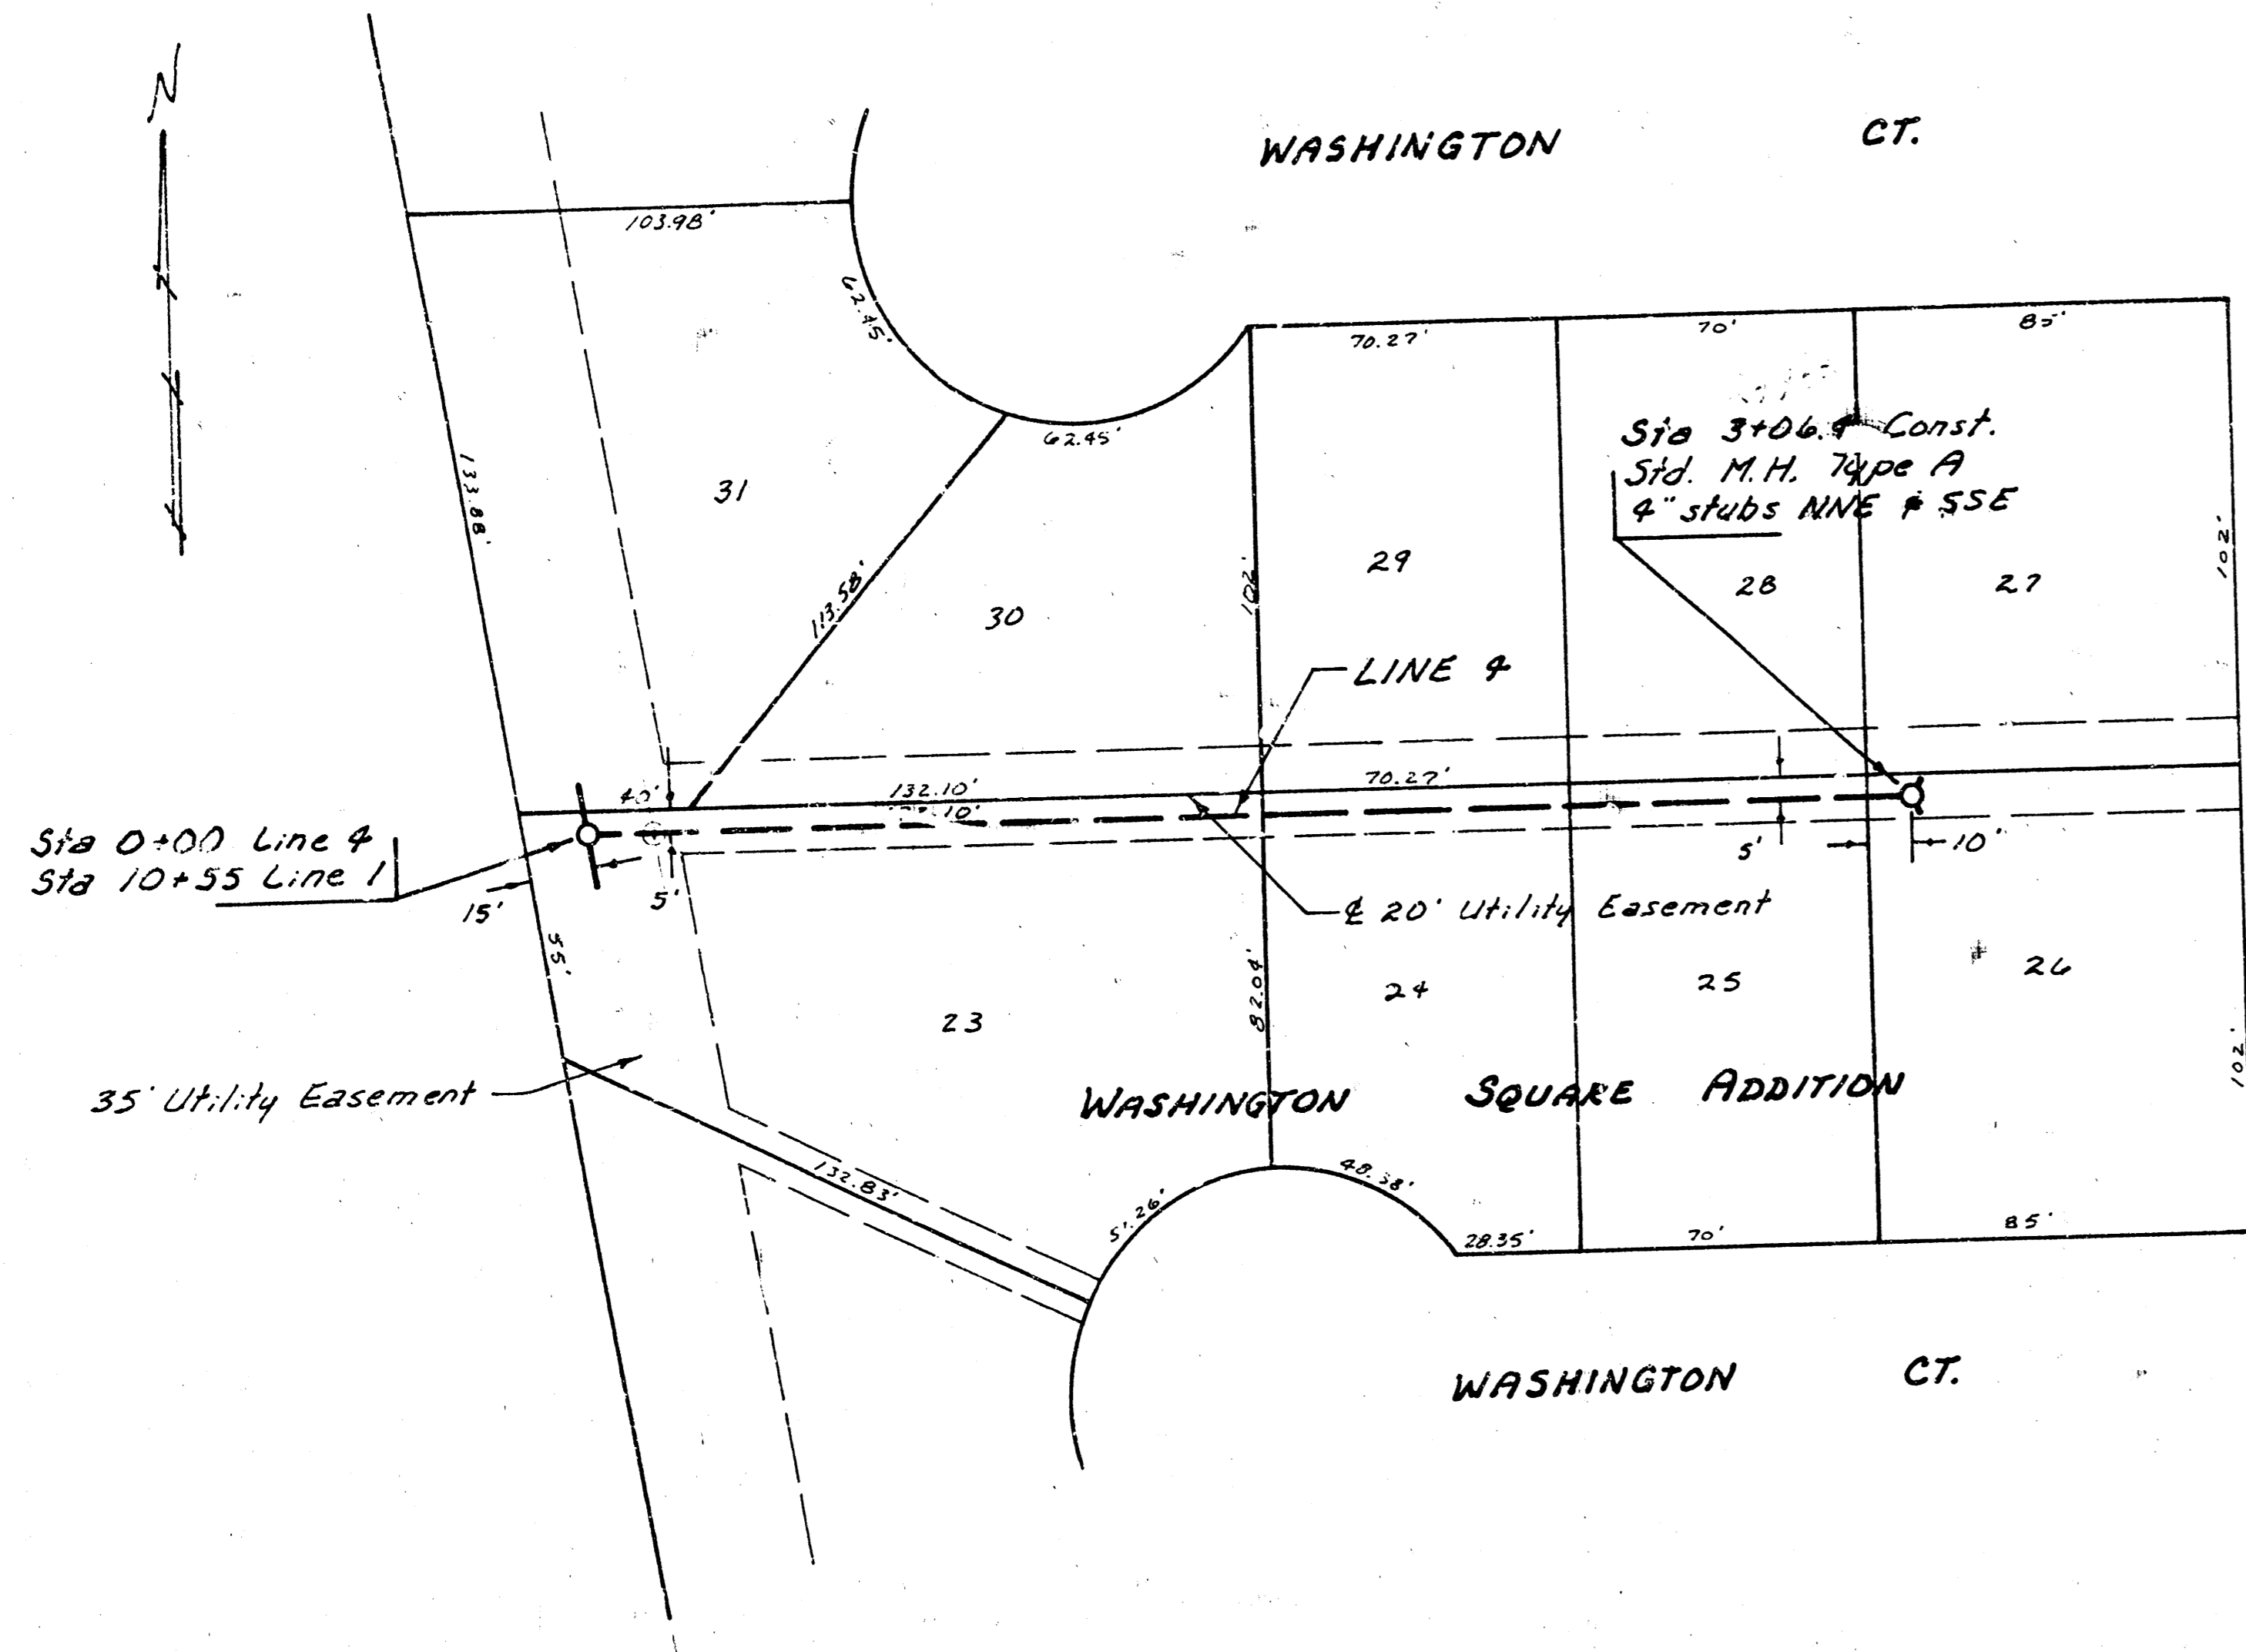 N
WASHINGTON CT.
103.98'
62.45'
70.27'
70'
85'
62.45'
Sta 3+06.4 Const.
Std. M.H. Type A
4" stubs NNE & SSE
133.88'
31
113.58'
30
102'
29
28
27
102'
LINE 4
40'
132.10'
10'
70.27'
Sta 0+00 Line 4
Sta 10+55 Line 1
15'
5'
5'
10'
℄ 20' Utility Easement
55'
23
82.04'
24
25
26
35' Utility Easement
WASHINGTON SQUARE ADDITION
102'
132.83'
48.38'
28.35'
70'
85'
WASHINGTON CT.